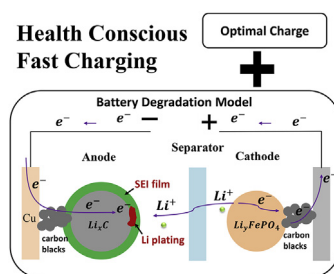 Health Conscious
Fast Charging
Optimal Charge
+
Battery Degradation Model
e⁻ e⁻ − + e⁻ e⁻
Separator
Anode Cathode
SEI film
e⁻ e⁻ e⁻ Li⁺ Li⁺ e⁻ e⁻
Cu LiₓC LiᵧFePO₄
Li plating
carbon
blacks
carbon
blacks